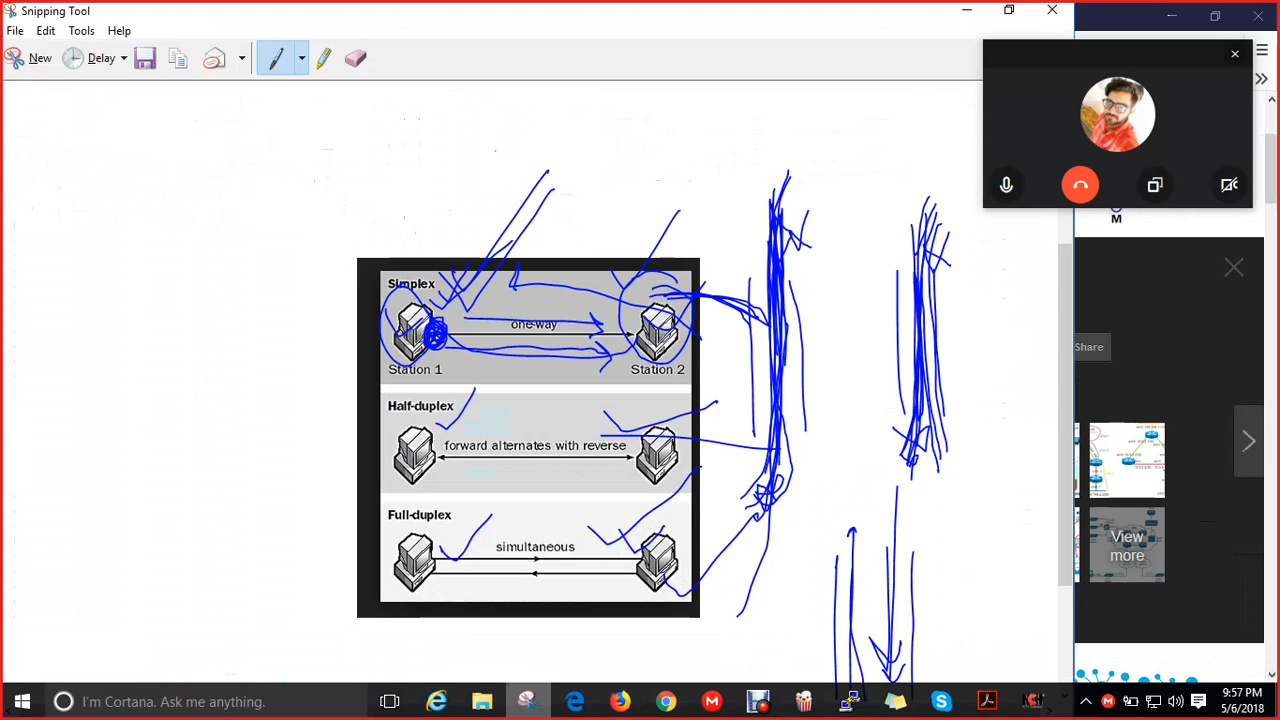 Snipping Tool
File Edit Tools Help
New Delay
M
Simplex
one-way
Station 1 Station 2
Share
Half-duplex
forward alternates with reverse
View
more
Full-duplex
simultaneous
I'm Cortana. Ask me anything.
9:57 PM
5/6/2018